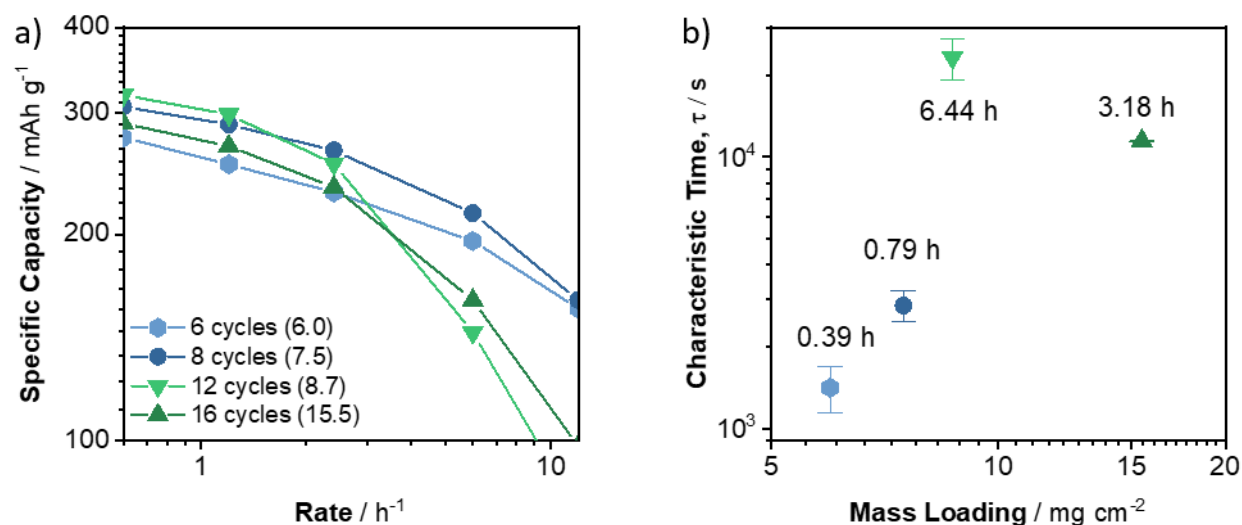 a)
Specific Capacity / mAh g⁻¹
400
300
200
100
6 cycles (6.0)
8 cycles (7.5)
12 cycles (8.7)
16 cycles (15.5)
1
10
Rate / h⁻¹
b)
Characteristic Time, τ / s
10⁴
10³
6.44 h
3.18 h
0.79 h
0.39 h
5
10
15
20
Mass Loading / mg cm⁻²